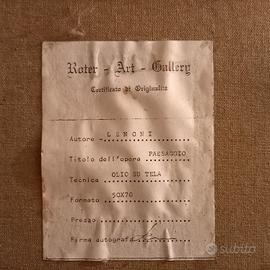 Roter - Art - Gallery
Certificato di Originalità
Autore - LENONI
Titolo dell'opera PAESAGGIO
Tecnica OLIO SU TELA
Formato 50X70
Prezzo
Firma autografa
subito